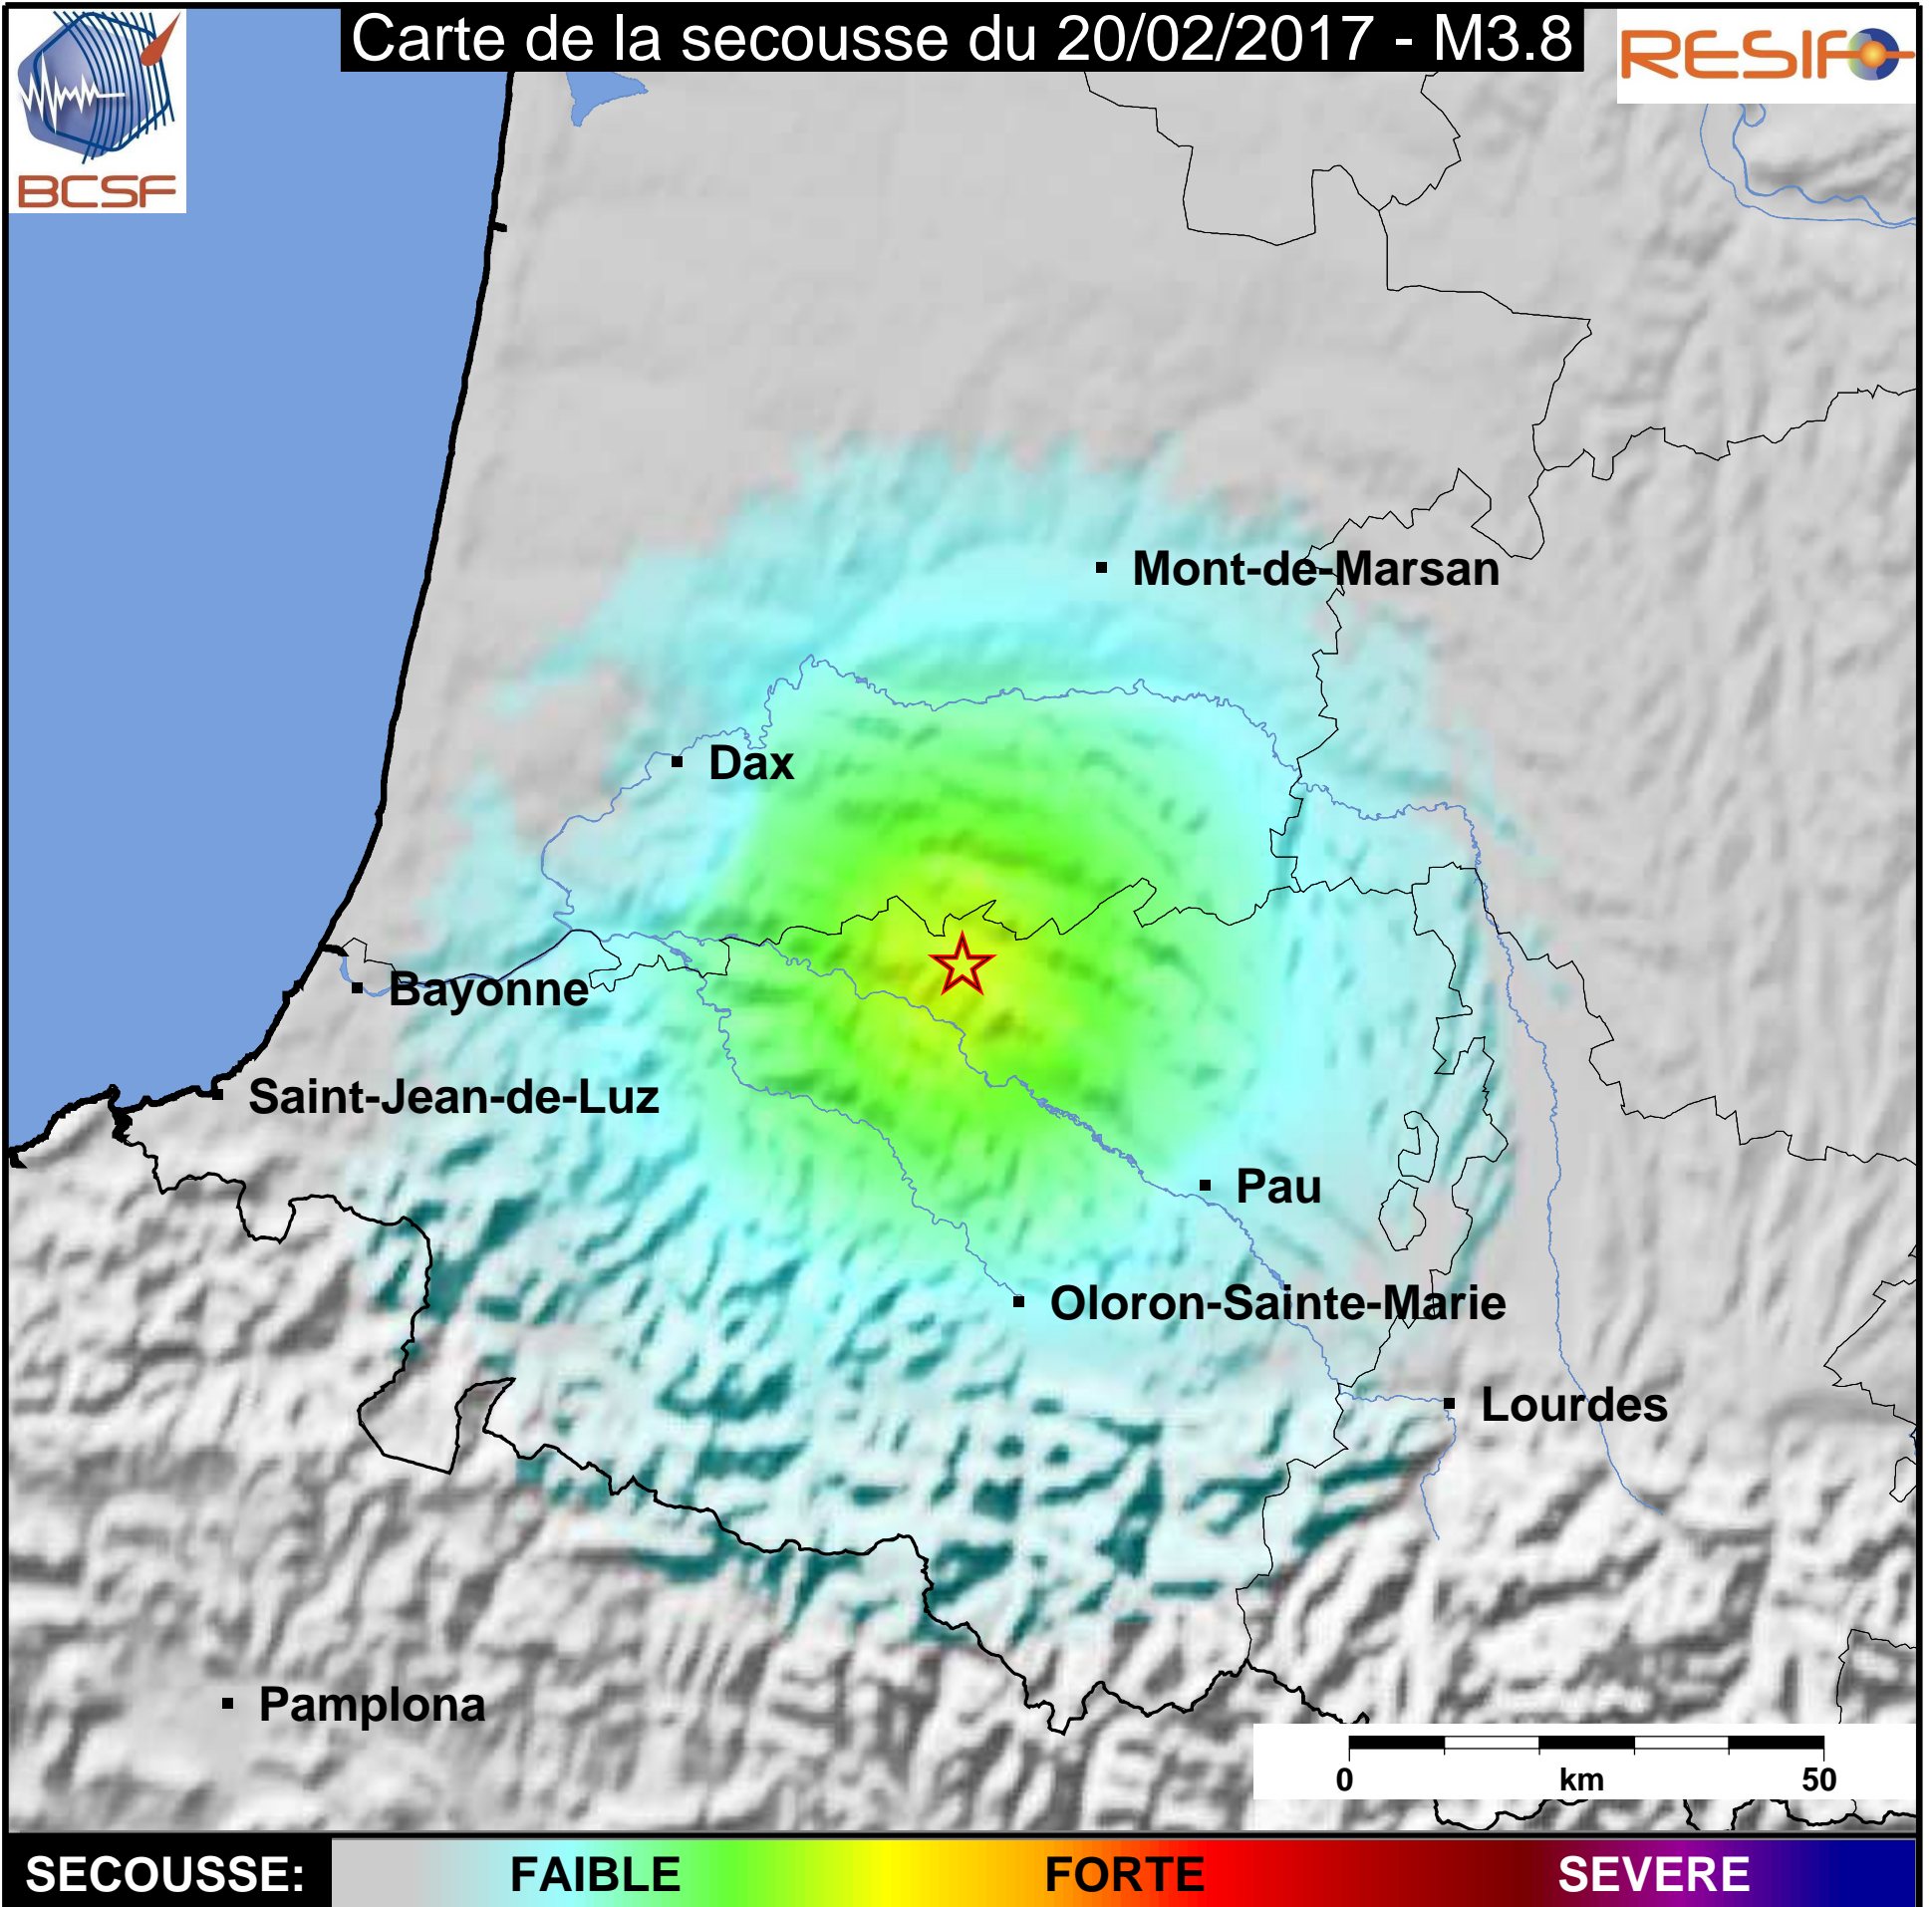 Carte de la secousse du 20/02/2017 - M3.8
RESIF
BCSF
Mont-de-Marsan
Dax
Bayonne
Saint-Jean-de-Luz
Pau
Oloron-Sainte-Marie
Lourdes
Pamplona
0 km 50
SECOUSSE: FAIBLE FORTE SEVERE